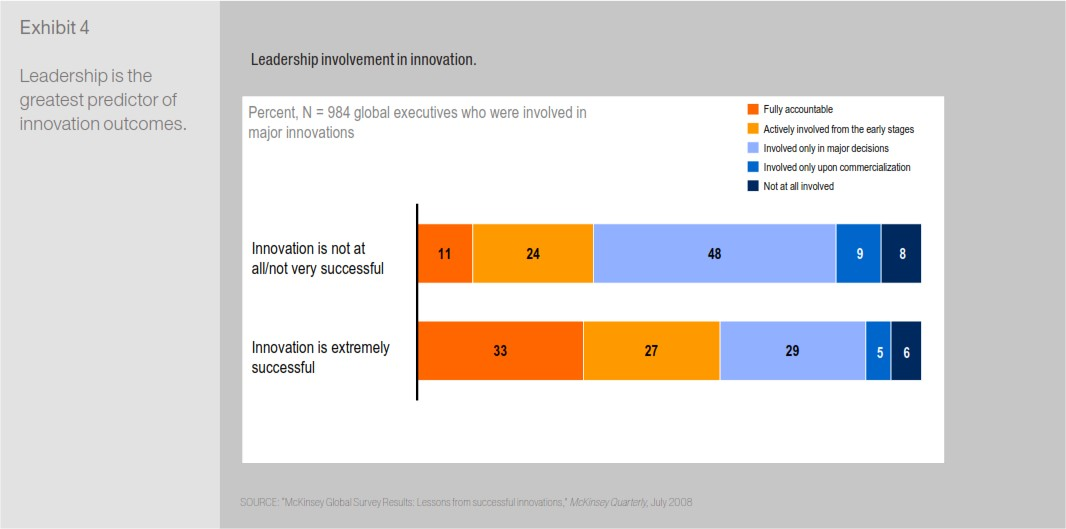 Exhibit 4
Leadership is the
greatest predictor of
innovation outcomes.
Leadership involvement in innovation.
Percent, N = 984 global executives who were involved in
major innovations
Fully accountable
Actively involved from the early stages
Involved only in major decisions
Involved only upon commercialization
Not at all involved
Innovation is not at
all/not very successful
11 24 48 9 8
Innovation is extremely
successful
33 27 29 5 6
SOURCE: "McKinsey Global Survey Results: Lessons from successful innovations," McKinsey Quarterly, July 2008